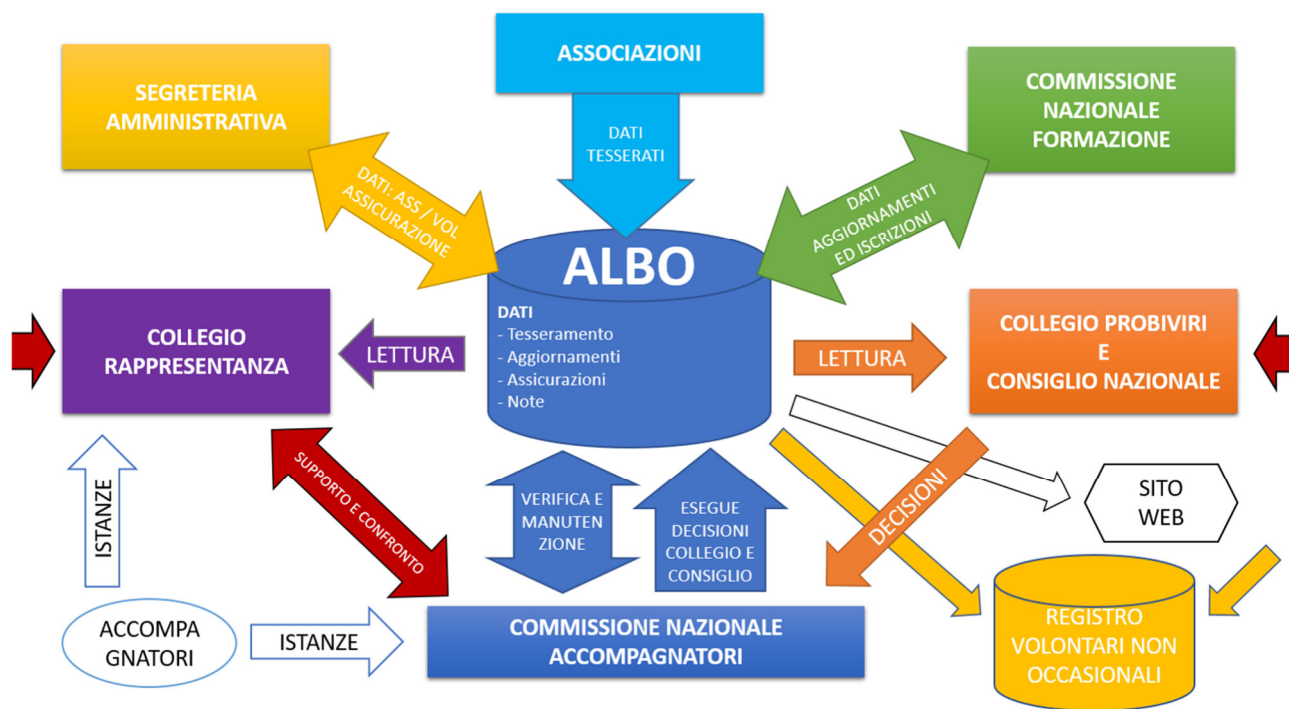 ASSOCIAZIONI
SEGRETERIA
AMMINISTRATIVA
COMMISSIONE
NAZIONALE
FORMAZIONE
DATI
TESSERATI
DATI: ASS / VOL
ASSICURAZIONE
DATI
AGGIORNAMENTI
ED ISCRIZIONI
ALBO
DATI
- Tesseramento
- Aggiornamenti
- Assicurazioni
- Note
COLLEGIO
RAPPRESENTANZA
LETTURA
LETTURA
COLLEGIO PROBIVIRI
E
CONSIGLIO NAZIONALE
ISTANZE
SUPPORTO E CONFRONTO
VERIFICA E
MANUTEN
ZIONE
ESEGUE
DECISIONI
COLLEGIO E
CONSIGLIO
DECISIONI
SITO
WEB
ACCOMPA
GNATORI
ISTANZE
COMMISSIONE NAZIONALE
ACCOMPAGNATORI
REGISTRO
VOLONTARI NON
OCCASIONALI